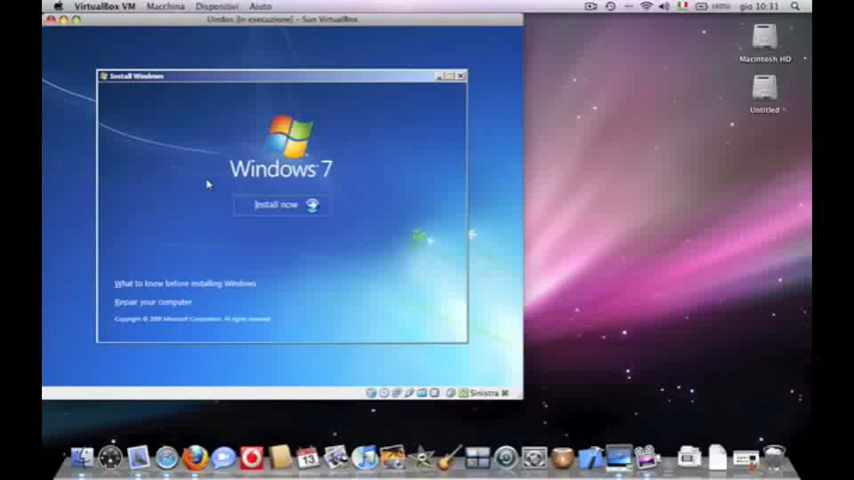 VirtualBox VM Macchina Dispositivi Aiuto gio 10:31
[In esecuzione] - Sun VirtualBox
Macintosh HD
Untitled
Install Windows
Windows 7
Install now
What to know before installing Windows
Repair your computer
Copyright © 2009 Microsoft Corporation. All rights reserved.
Sinistra ⌘
13